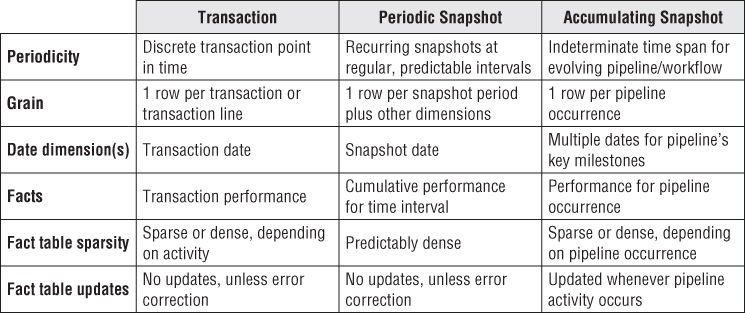 Transaction
Periodic Snapshot
Accumulating Snapshot
Periodicity
Discrete transaction point
in time
Recurring snapshots at
regular, predictable intervals
Indeterminate time span for
evolving pipeline/workflow
Grain
1 row per transaction or
transaction line
1 row per snapshot period
plus other dimensions
1 row per pipeline
occurrence
Date dimension(s)
Transaction date
Snapshot date
Multiple dates for pipeline's
key milestones
Facts
Transaction performance
Cumulative performance
for time interval
Performance for pipeline
occurrence
Fact table sparsity
Sparse or dense, depending
on activity
Predictably dense
Sparse or dense, depending
on pipeline occurrence
Fact table updates
No updates, unless error
correction
No updates, unless error
correction
Updated whenever pipeline
activity occurs